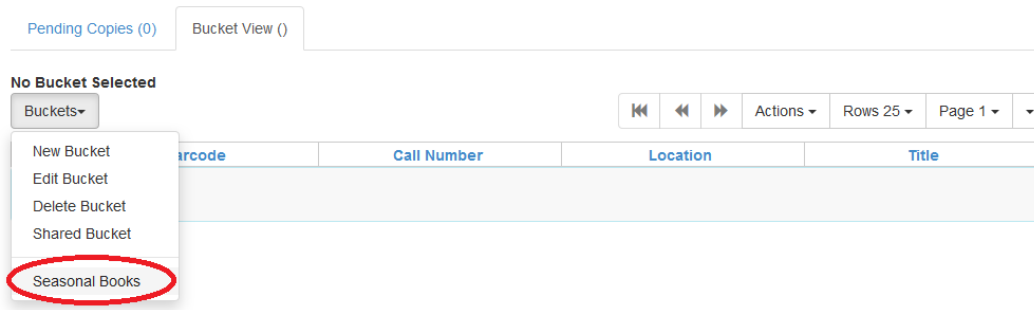 Pending Copies (0) Bucket View ()
No Bucket Selected
Buckets Actions Rows 25 Page 1
New Bucket
arcode Call Number Location Title
Edit Bucket
Delete Bucket
Shared Bucket
Seasonal Books